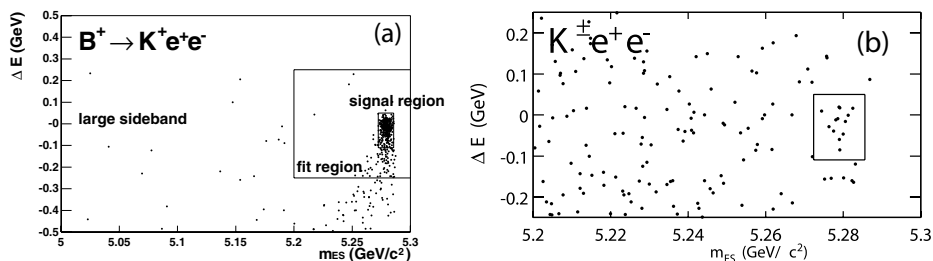 B⁺ → K⁺e⁺e⁻
(a)
Δ E (GeV)
0.5
0.4
0.3
0.2
0.1
-0
-0.1
-0.2
-0.3
-0.4
-0.5
large sideband
signal region
fit region
5
5.05
5.1
5.15
5.2
5.25
5.3
mES (GeV/c²)
K±e⁺e⁻
(b)
Δ E (GeV)
0.2
0.1
0
-0.1
-0.2
5.2
5.22
5.24
5.26
5.28
5.3
mES (GeV/ c²)